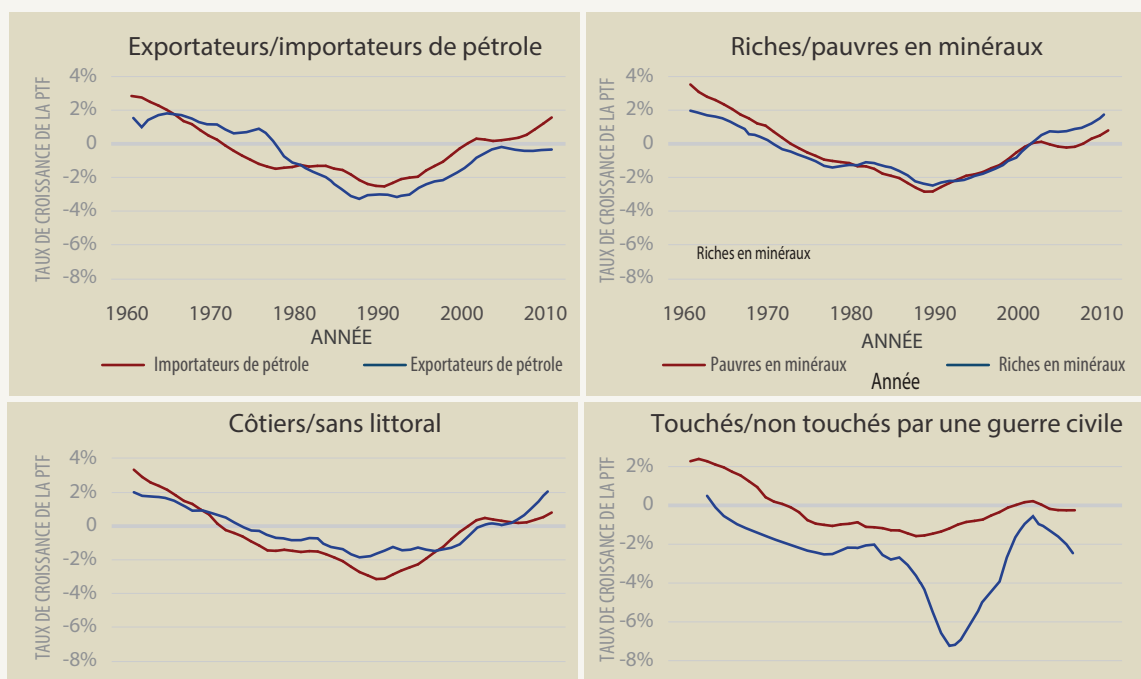 Exportateurs/importateurs de pétrole
TAUX DE CROISSANCE DE LA PTF
4%
2%
0
-2%
-4%
-6%
-8%
1960 1970 1980 1990 2000 2010
ANNÉE
Importateurs de pétrole Exportateurs de pétrole
Riches/pauvres en minéraux
TAUX DE CROISSANCE DE LA PTF
4%
2%
0
-2%
-4%
-6%
-8%
Riches en minéraux
1960 1970 1980 1990 2000 2010
ANNÉE
Pauvres en minéraux Riches en minéraux
Année
Côtiers/sans littoral
TAUX DE CROISSANCE DE LA PTF
4%
2%
0
-2%
-4%
-6%
-8%
Touchés/non touchés par une guerre civile
TAUX DE CROISSANCE DE LA PTF
2%
0
-2%
-4%
-6%
-8%